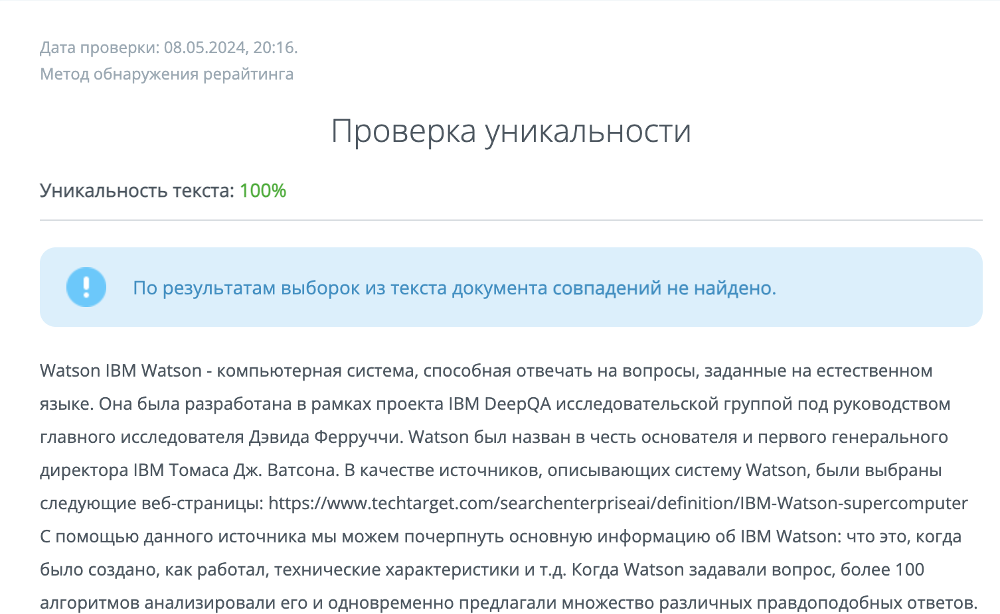 Дата проверки: 08.05.2024, 20:16.
Метод обнаружения рерайтинга
Проверка уникальности
Уникальность текста: 100%
По результатам выборок из текста документа совпадений не найдено.
Watson IBM Watson - компьютерная система, способная отвечать на вопросы, заданные на естественном
языке. Она была разработана в рамках проекта IBM DeepQA исследовательской группой под руководством
главного исследователя Дэвида Ферруччи. Watson был назван в честь основателя и первого генерального
директора IBM Томаса Дж. Ватсона. В качестве источников, описывающих систему Watson, были выбраны
следующие веб-страницы: https://www.techtarget.com/searchenterpriseai/definition/IBM-Watson-supercomputer
С помощью данного источника мы можем почерпнуть основную информацию об IBM Watson: что это, когда
было создано, как работал, технические характеристики и т.д. Когда Watson задавали вопрос, более 100
алгоритмов анализировали его и одновременно предлагали множество различных правдоподобных ответов.